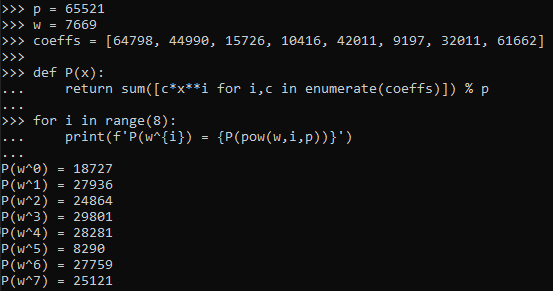 >>> p = 65521
>>> w = 7669
>>> coeffs = [64798, 44990, 15726, 10416, 42011, 9197, 32011, 61662]
>>>
>>> def P(x):
...     return sum([c*x**i for i,c in enumerate(coeffs)]) % p
...
>>> for i in range(8):
...     print(f'P(w^{i}) = {P(pow(w,i,p))}')
...
P(w^0) = 18727
P(w^1) = 27936
P(w^2) = 24864
P(w^3) = 29801
P(w^4) = 28281
P(w^5) = 8290
P(w^6) = 27759
P(w^7) = 25121